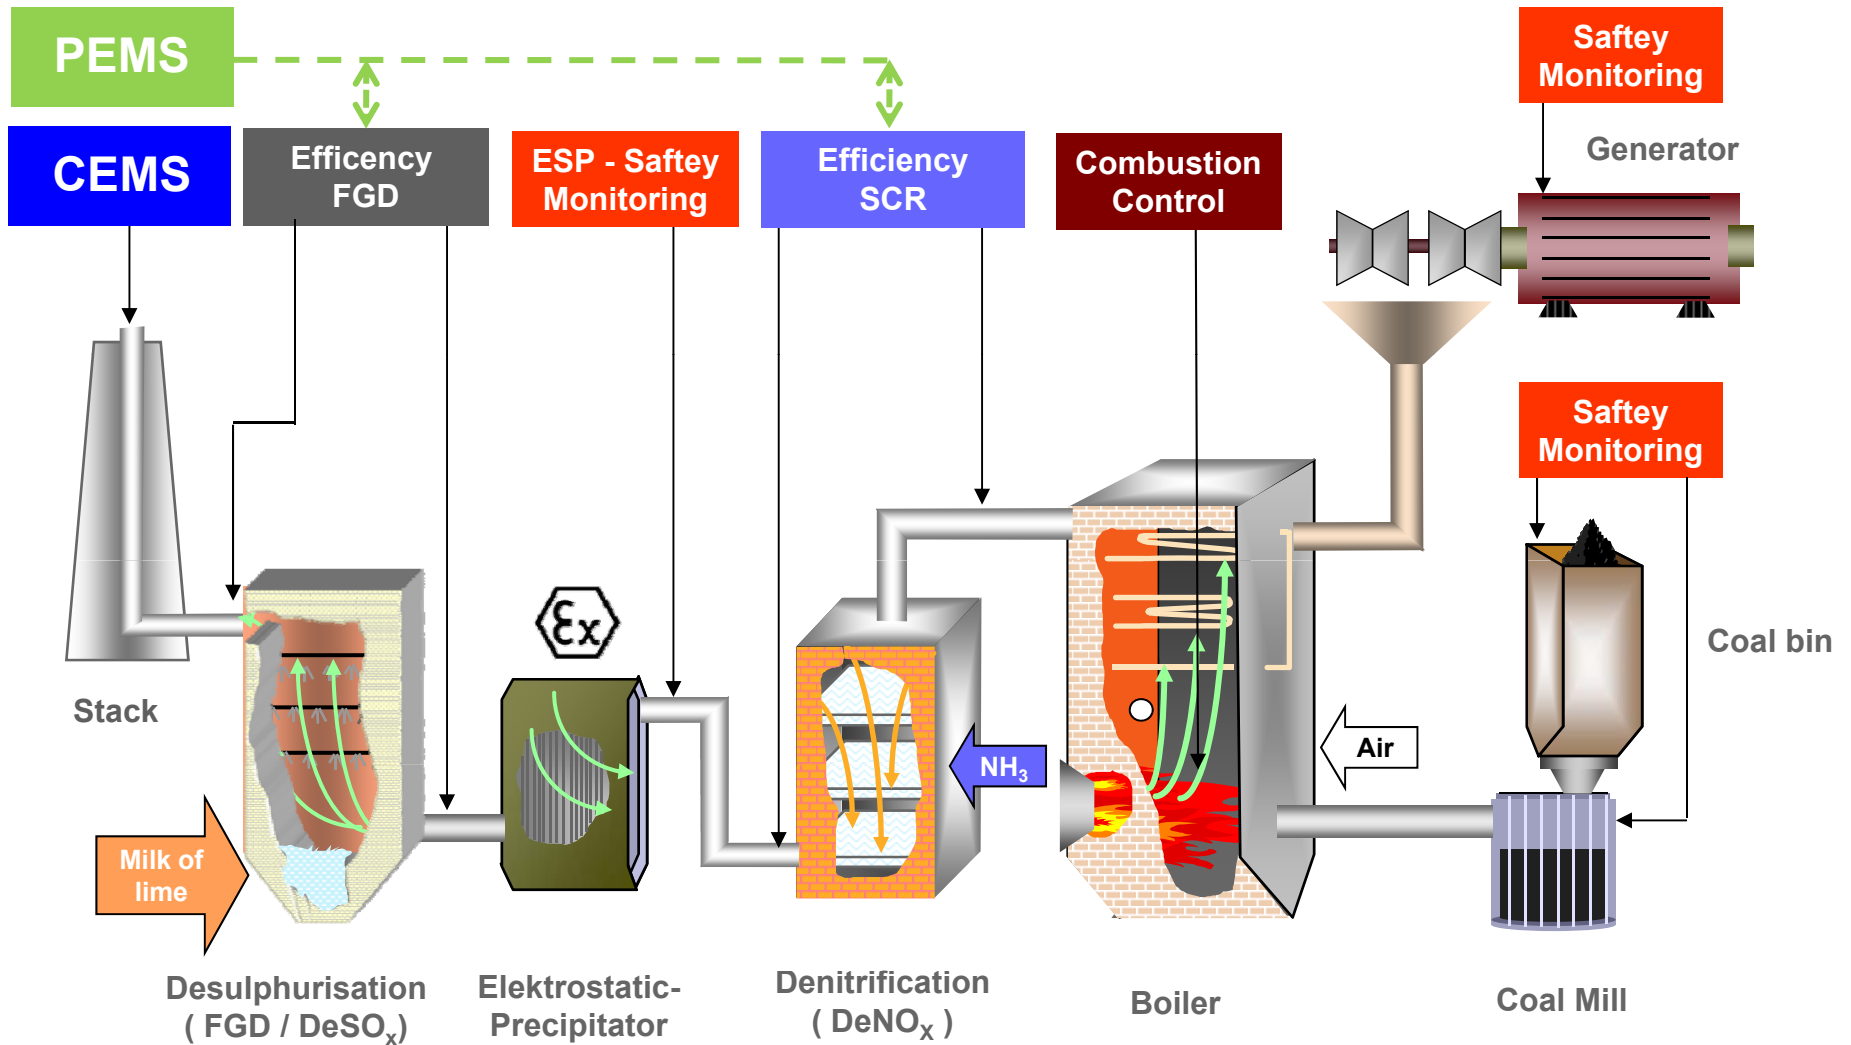 PEMS
CEMS
Efficency
FGD
ESP - Saftey
Monitoring
Efficiency
SCR
Combustion
Control
Saftey
Monitoring
Generator
Saftey
Monitoring
Coal bin
Stack
Ex
NH₃
Air
Milk of
lime
Desulphurisation
( FGD / DeSOₓ)
Elektrostatic-
Precipitator
Denitrification
( DeNOX )
Boiler
Coal Mill